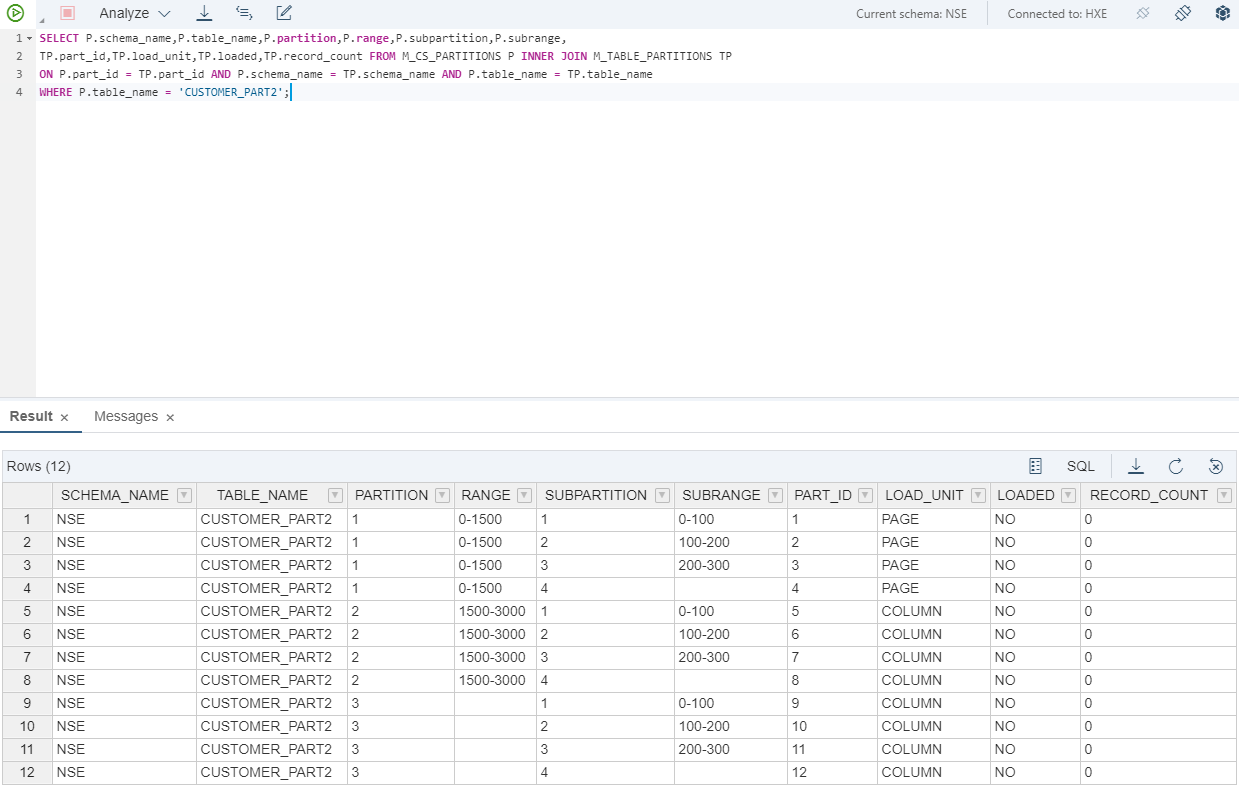 Analyze Current schema: NSE Connected to: HXE
1 SELECT P.schema_name,P.table_name,P.partition,P.range,P.subpartition,P.subrange,
2 TP.part_id,TP.load_unit,TP.loaded,TP.record_count FROM M_CS_PARTITIONS P INNER JOIN M_TABLE_PARTITIONS TP
3 ON P.part_id = TP.part_id AND P.schema_name = TP.schema_name AND P.table_name = TP.table_name
4 WHERE P.table_name = 'CUSTOMER_PART2';
Result × Messages ×
Rows (12) SQL
SCHEMA_NAME TABLE_NAME PARTITION RANGE SUBPARTITION SUBRANGE PART_ID LOAD_UNIT LOADED RECORD_COUNT
1 NSE CUSTOMER_PART2 1 0-1500 1 0-100 1 PAGE NO 0
2 NSE CUSTOMER_PART2 1 0-1500 2 100-200 2 PAGE NO 0
3 NSE CUSTOMER_PART2 1 0-1500 3 200-300 3 PAGE NO 0
4 NSE CUSTOMER_PART2 1 0-1500 4 4 PAGE NO 0
5 NSE CUSTOMER_PART2 2 1500-3000 1 0-100 5 COLUMN NO 0
6 NSE CUSTOMER_PART2 2 1500-3000 2 100-200 6 COLUMN NO 0
7 NSE CUSTOMER_PART2 2 1500-3000 3 200-300 7 COLUMN NO 0
8 NSE CUSTOMER_PART2 2 1500-3000 4 8 COLUMN NO 0
9 NSE CUSTOMER_PART2 3 1 0-100 9 COLUMN NO 0
10 NSE CUSTOMER_PART2 3 2 100-200 10 COLUMN NO 0
11 NSE CUSTOMER_PART2 3 3 200-300 11 COLUMN NO 0
12 NSE CUSTOMER_PART2 3 4 12 COLUMN NO 0